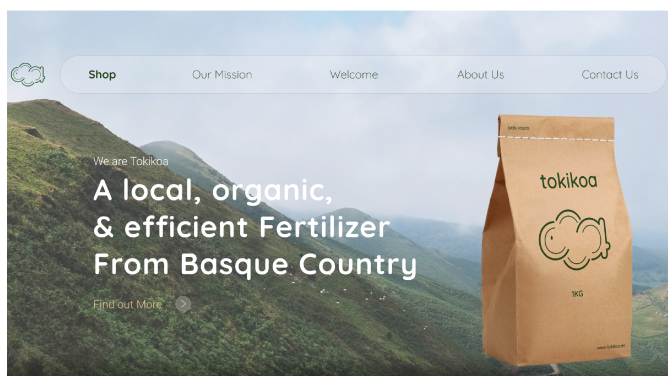 Shop
Our Mission
Welcome
About Us
Contact Us
We are Tokikoa
A local, organic,
& efficient Fertilizer
From Basque Country
Find out More
tokikoa
1KG